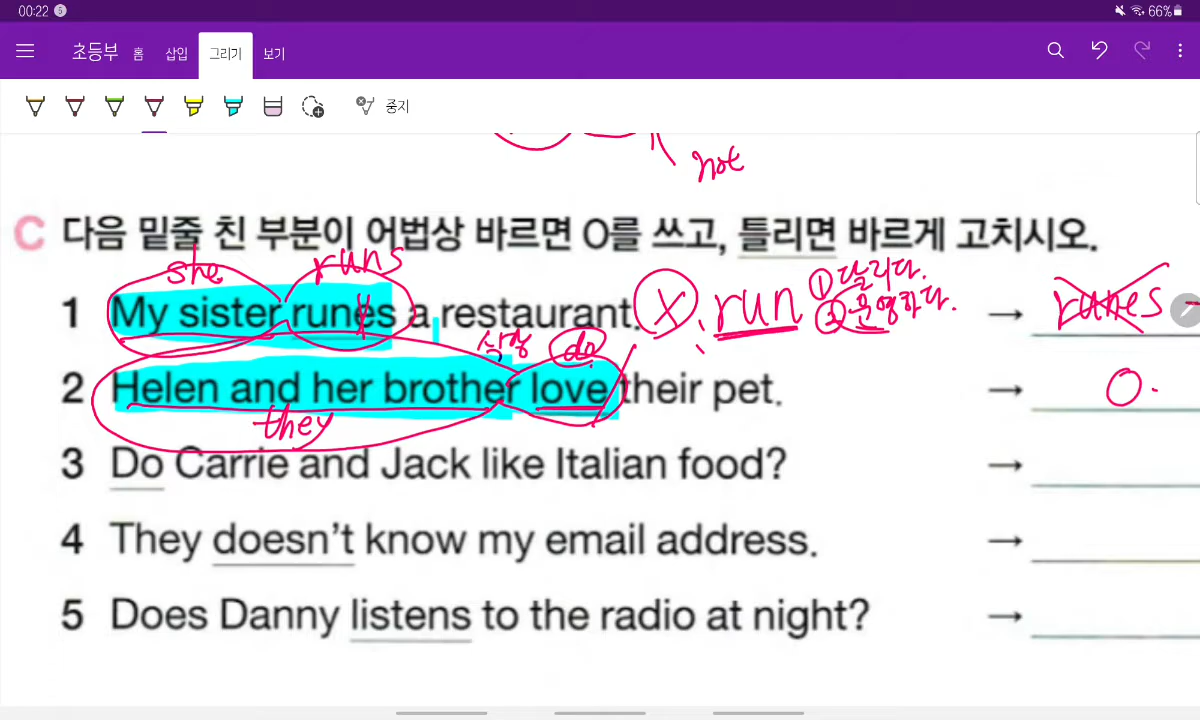 00:22 5 66%
초등부 홈 삽입 그리기 보기
중지
not
C 다음 밑줄 친 부분이 어법상 바르면 O를 쓰고, 틀리면 바르게 고치시오.
she runs ① 달리다.
1 My sister runes a restaurant. X run ② 운영하다. → runes
삭장 do
2 Helen and her brother love their pet. → O.
they
3 Do Carrie and Jack like Italian food? →
4 They doesn't know my email address. →
5 Does Danny listens to the radio at night? →